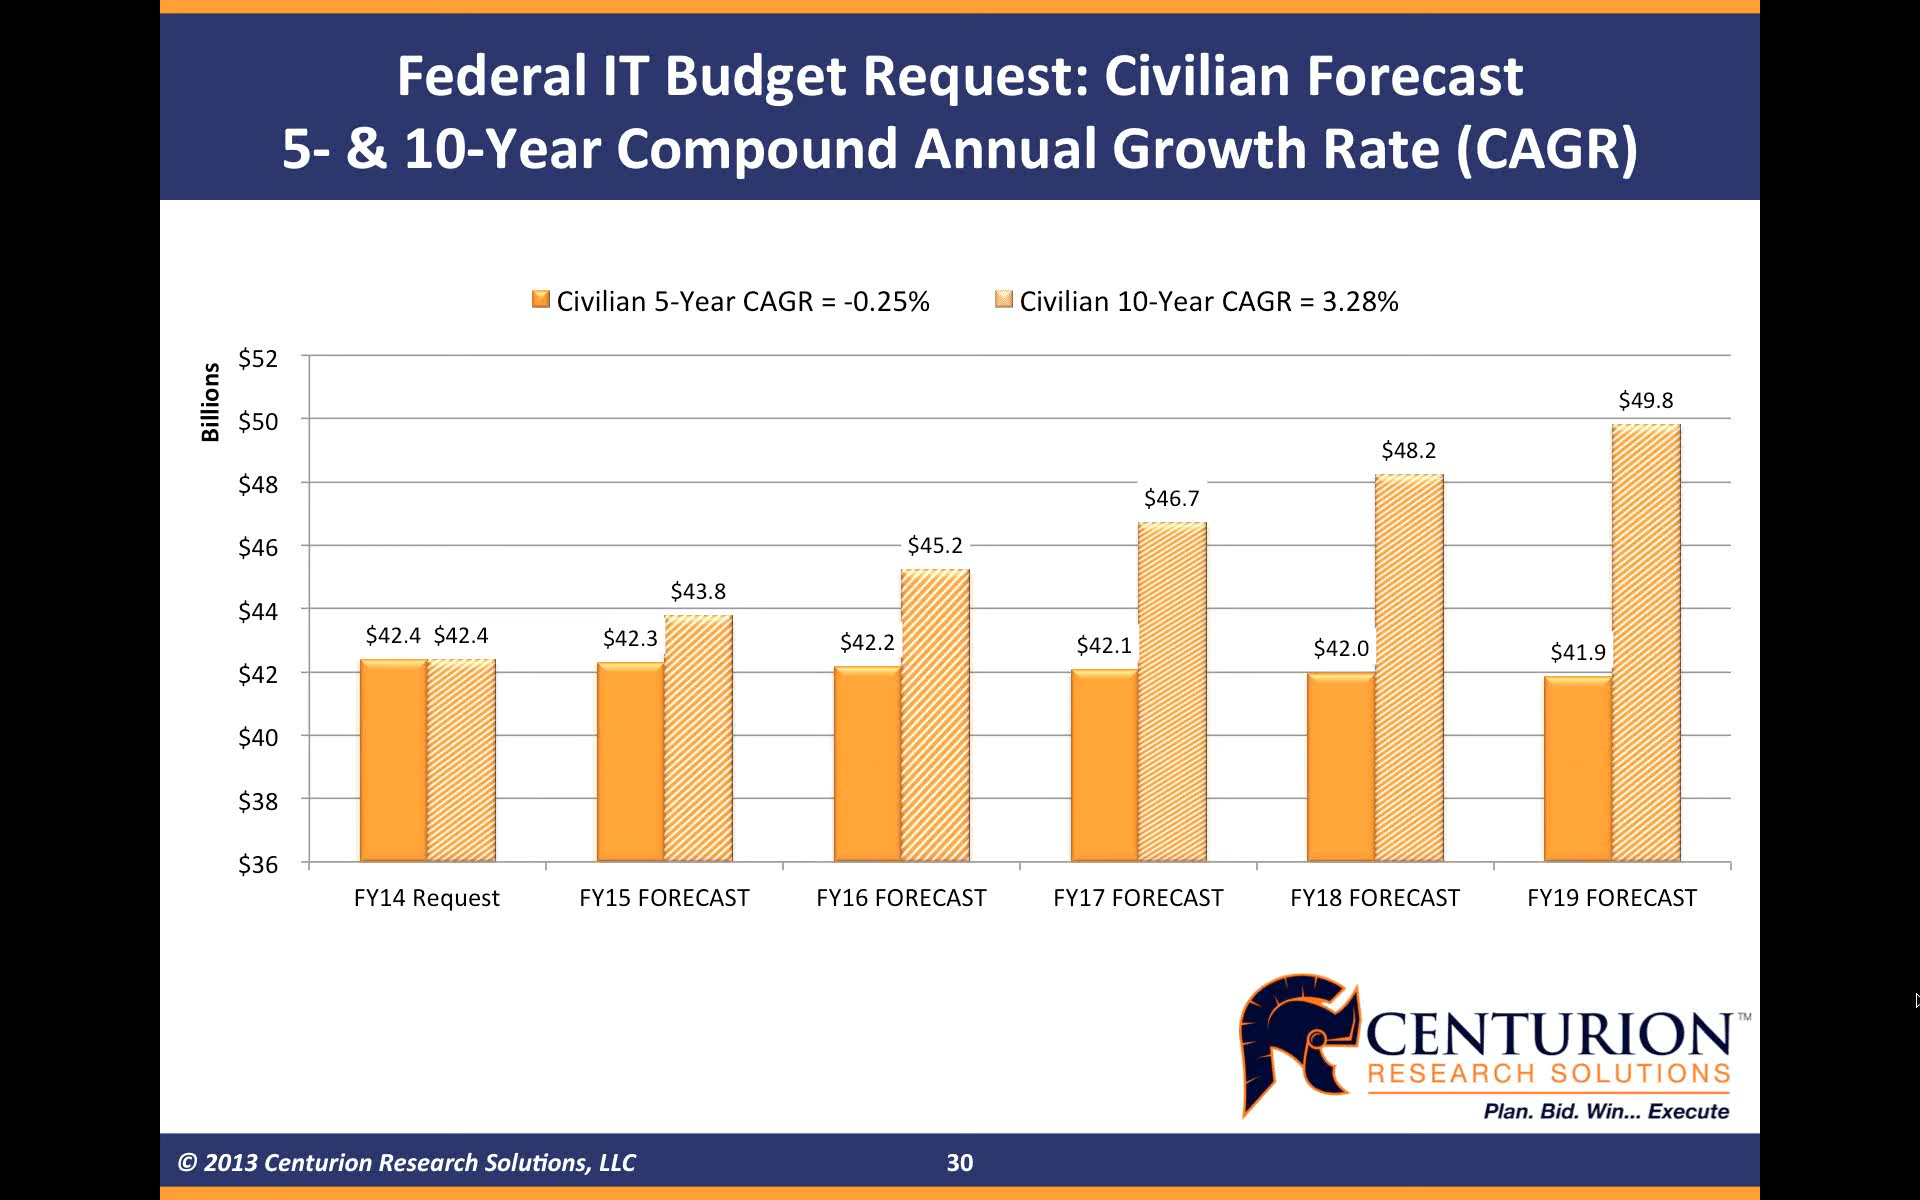 Federal IT Budget Request: Civilian Forecast
5- & 10-Year Compound Annual Growth Rate (CAGR)
Civilian 5-Year CAGR = -0.25%
Civilian 10-Year CAGR = 3.28%
Billions
$52
$50
$48
$46
$44
$42
$40
$38
$36
$42.4 $42.4
$42.3 $43.8
$42.2 $45.2
$42.1 $46.7
$42.0 $48.2
$41.9 $49.8
FY14 Request
FY15 FORECAST
FY16 FORECAST
FY17 FORECAST
FY18 FORECAST
FY19 FORECAST
CENTURION™
RESEARCH SOLUTIONS
Plan. Bid. Win... Execute
© 2013 Centurion Research Solutions, LLC
30